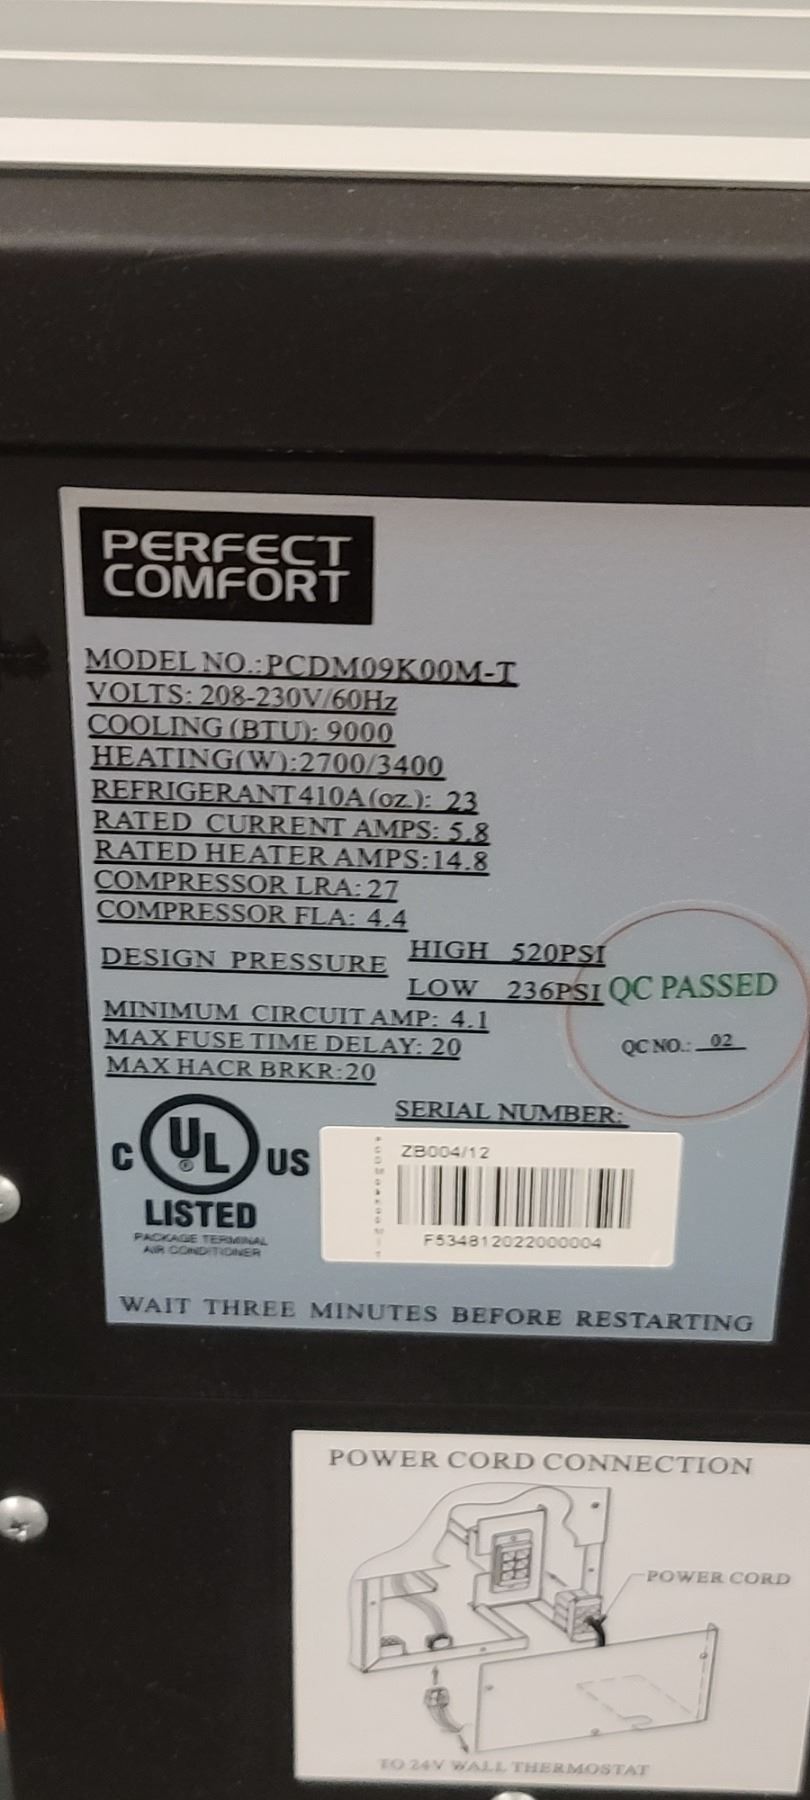 PERFECT
COMFORT
MODEL NO.:PCDM09K00M-T
VOLTS: 208-230V/60Hz
COOLING (BTU): 9000
HEATING(W):2700/3400
REFRIGERANT 410A (oz.): 23
RATED CURRENT AMPS: 5.8
RATED HEATER AMPS:14.8
COMPRESSOR LRA: 27
COMPRESSOR FLA: 4.4
DESIGN PRESSURE HIGH 520PSI
LOW 236PSI
QC PASSED
QC NO.: 02
MINIMUM CIRCUIT AMP: 4.1
MAX FUSE TIME DELAY: 20
MAX HACR BRKR:20
SERIAL NUMBER:
C UL ® US
LISTED
PACKAGE TERMINAL
AIR CONDITIONER
ZB004/12
F534812022000004
WAIT THREE MINUTES BEFORE RESTARTING
POWER CORD CONNECTION
POWER CORD
TO 24V WALL THERMOSTAT